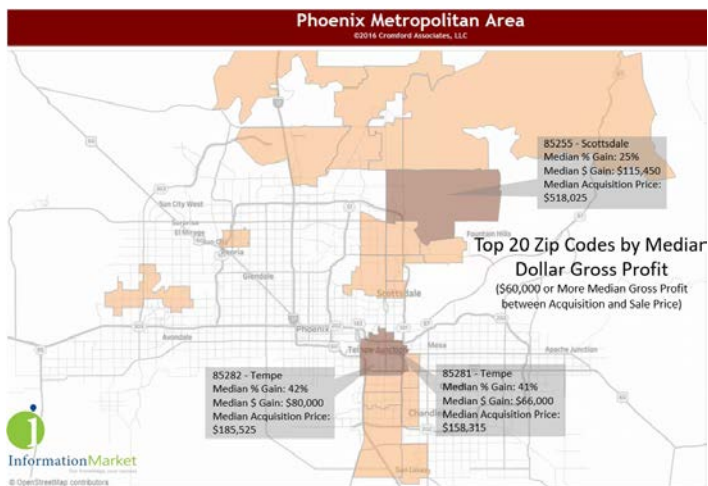 Phoenix Metropolitan Area
©2016 Cromford Associates, LLC
85255 - Scottsdale
Median % Gain: 25%
Median $ Gain: $115,450
Median Acquisition Price:
$518,025
Sun City West
Surprise
El Mirage
Sun City
Peoria
Fountain Hills
Top 20 Zip Codes by Median
Dollar Gross Profit
($60,000 or More Median Gross Profit
between Acquisition and Sale Price)
Glendale
Scottsdale
Phoenix
Avondale
Mesa
Tempe Junction
Apache Junction
85282 - Tempe
Median % Gain: 42%
Median $ Gain: $80,000
Median Acquisition Price:
$185,525
85281 - Tempe
Median % Gain: 41%
Median $ Gain: $66,000
Median Acquisition Price:
$158,315
Chandler
InformationMarket
© OpenStreetMap contributors